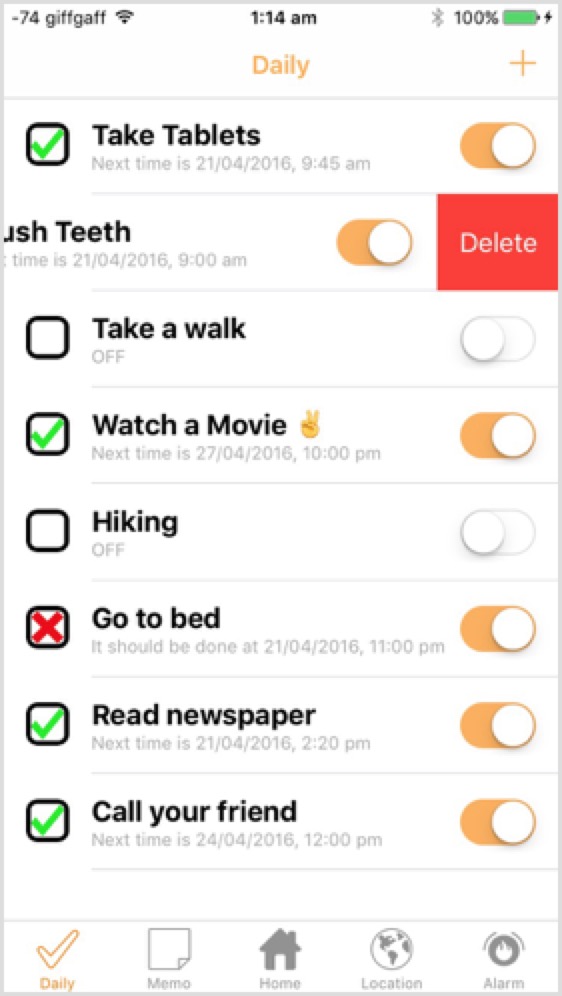 -74 giffgaff 1:14 am 100%
Daily +
Take Tablets
Next time is 21/04/2016, 9:45 am
ush Teeth
time is 21/04/2016, 9:00 am
Delete
Take a walk
OFF
Watch a Movie ✌️
Next time is 27/04/2016, 10:00 pm
Hiking
OFF
Go to bed
It should be done at 21/04/2016, 11:00 pm
Read newspaper
Next time is 21/04/2016, 2:20 pm
Call your friend
Next time is 24/04/2016, 12:00 pm
Daily Memo Home Location Alarm